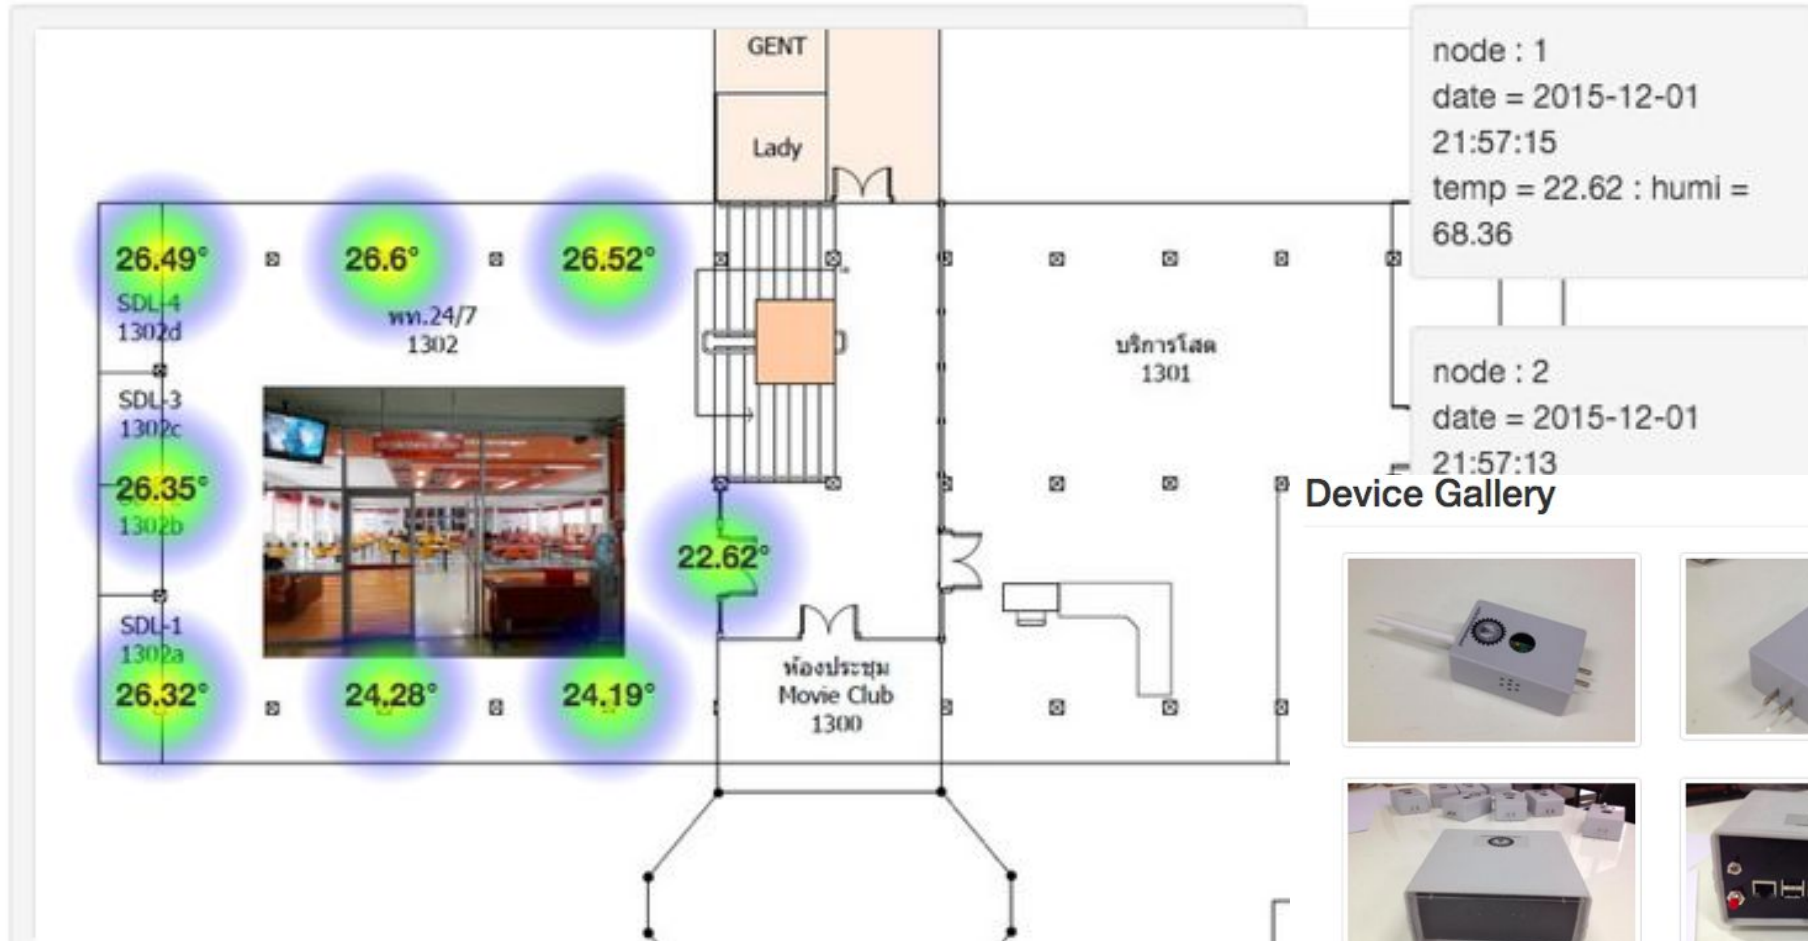 GENT
Lady
26.49°
26.6°
26.52°
SDL-4
1302d
พท.24/7
1302
SDL-3
1302c
26.35°
1302b
SDL-1
1302a
26.32°
24.28°
24.19°
22.62°
ห้องประชุม
Movie Club
1300
บริการโสต
1301
node : 1
date = 2015-12-01
21:57:15
temp = 22.62 : humi =
68.36
node : 2
date = 2015-12-01
21:57:13
Device Gallery